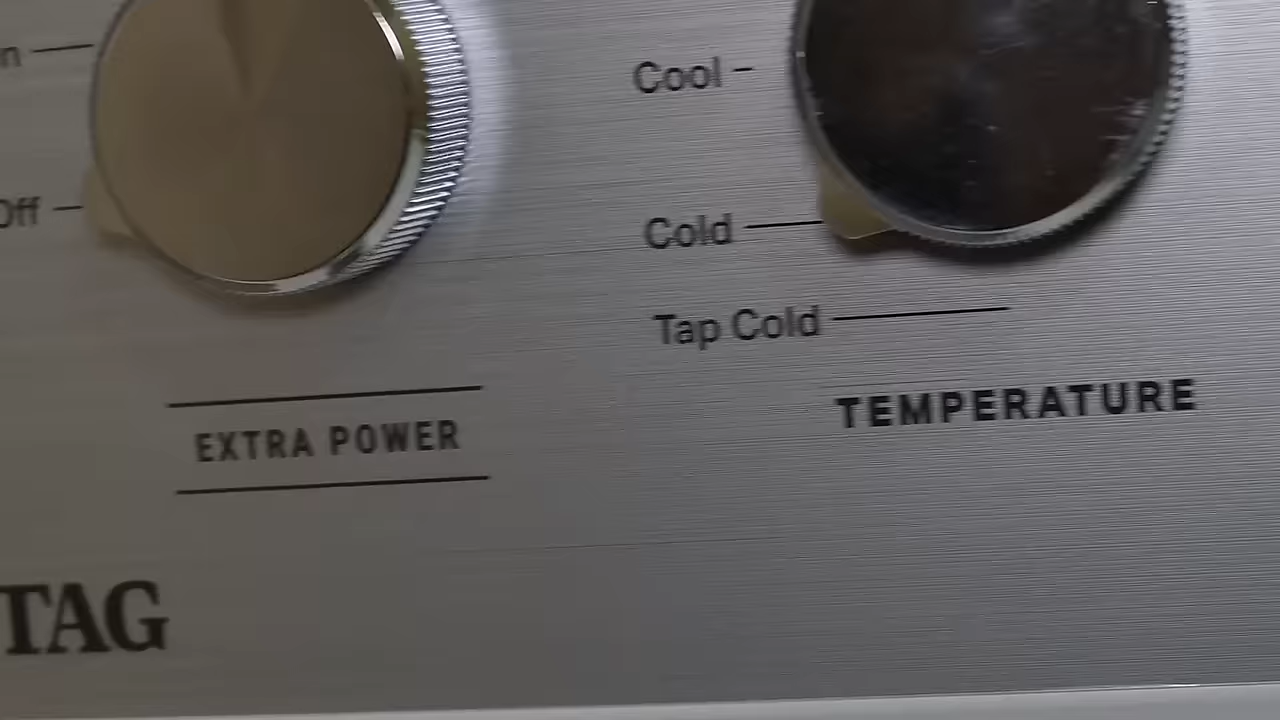 Cool
Off
Cold
Tap Cold
TEMPERATURE
EXTRA POWER
TAG